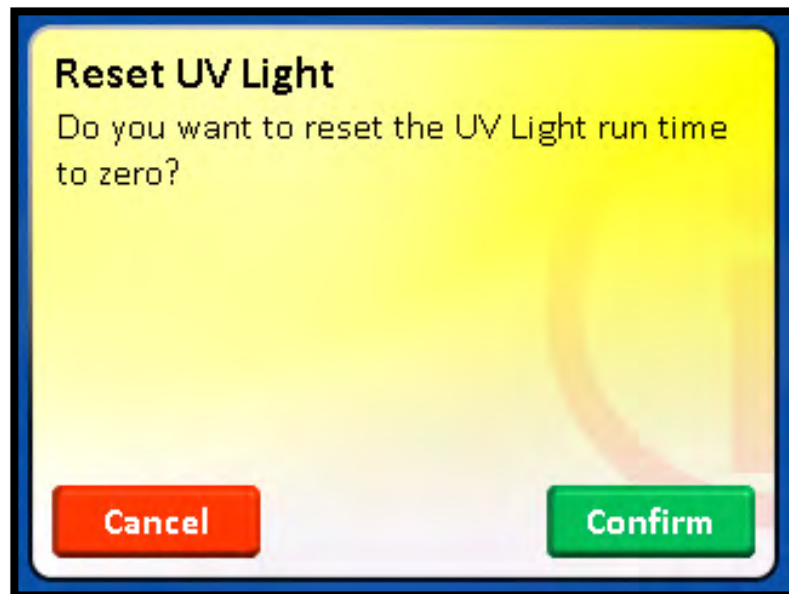 Reset UV Light
Do you want to reset the UV Light run time
to zero?
Cancel
Confirm